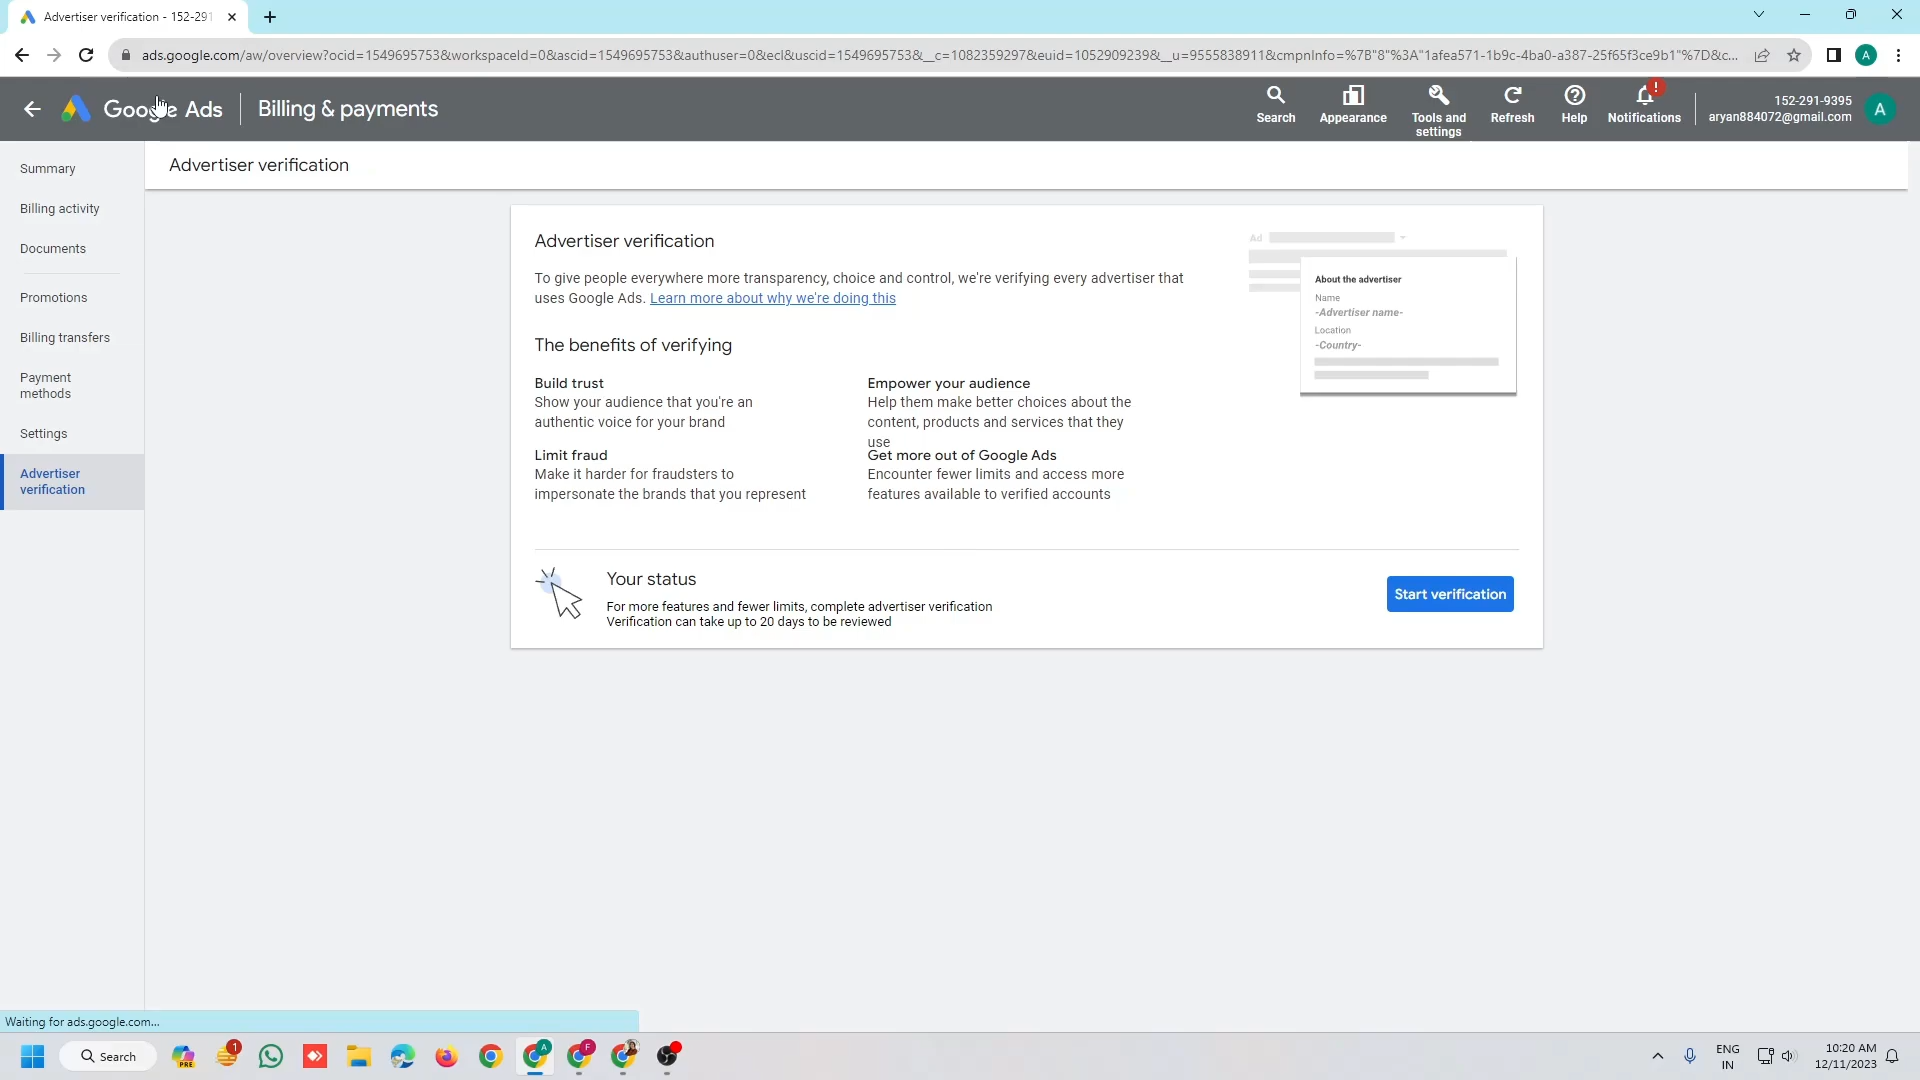 Advertiser verification - 152-291
ads.google.com/aw/overview?ocid=1549695753&workspaceId=0&ascid=1549695753&authuser=0&ecl&uscid=1549695753&__c=1082359297&euid=1052909239&__u=9555838911&cmpnInfo=%7B"8"%3A"1afea571-1b9c-4ba0-a387-25f65f3ce9b1"%7D&c...
A
Google Ads
Billing & payments
Search
Appearance
Tools and
settings
Refresh
Help
!
Notifications
152-291-9395
aryan884072@gmail.com
A
Summary
Billing activity
Documents
Promotions
Billing transfers
Payment
methods
Settings
Advertiser
verification
Advertiser verification
Advertiser verification
To give people everywhere more transparency, choice and control, we're verifying every advertiser that
uses Google Ads. Learn more about why we're doing this
Ad
About the advertiser
Name
-Advertiser name-
Location
-Country-
The benefits of verifying
Build trust
Show your audience that you're an
authentic voice for your brand
Empower your audience
Help them make better choices about the
content, products and services that they
use
Limit fraud
Make it harder for fraudsters to
impersonate the brands that you represent
Get more out of Google Ads
Encounter fewer limits and access more
features available to verified accounts
Your status
For more features and fewer limits, complete advertiser verification
Verification can take up to 20 days to be reviewed
Start verification
Waiting for ads.google.com...
Search
PRE
1
A
F
ENG
IN
10:20 AM
12/11/2023